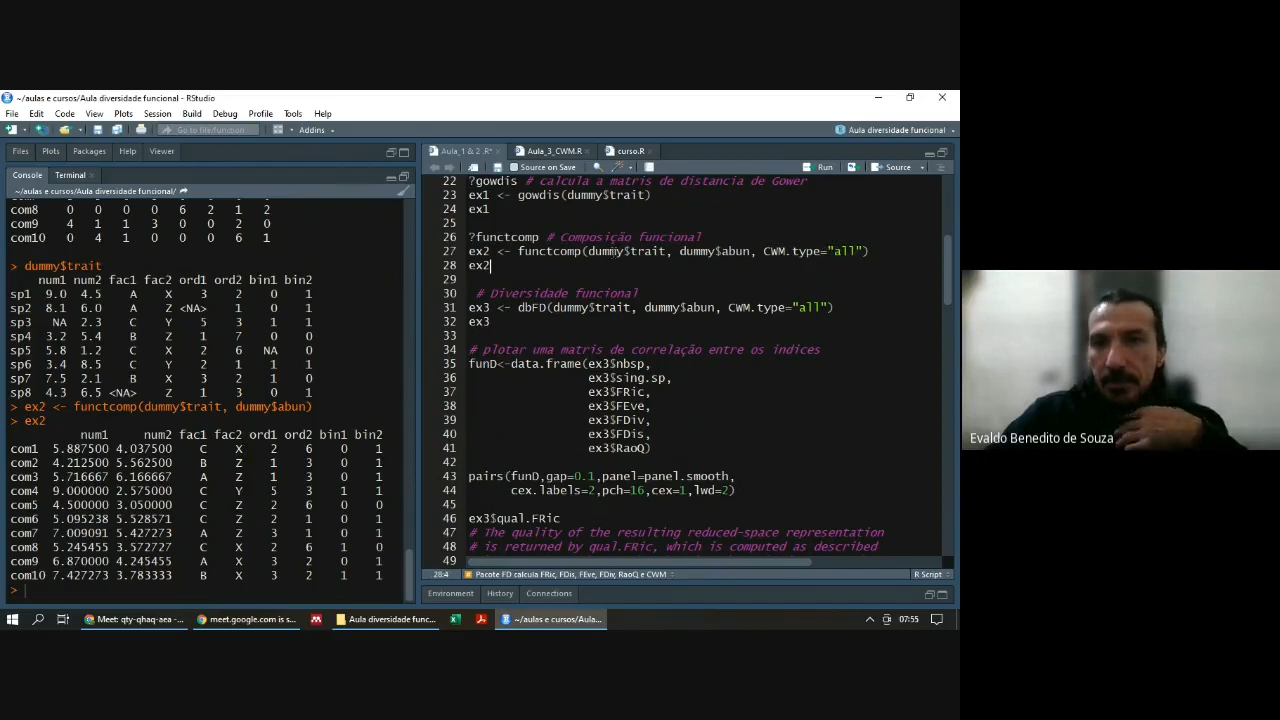 ~/aulas e cursos/Aula diversidade funcional - RStudio
File Edit Code View Plots Session Build Debug Profile Tools Help
Go to file/function Addins Aula diversidade funcional
Files Plots Packages Help Viewer
Console Terminal
~/aulas e cursos/Aula diversidade funcional/
com8 0 0 0 0 6 2 1 2
com9 4 1 1 3 0 0 2 0
com10 0 4 1 0 0 0 6 1
> dummy$trait
num1 num2 fac1 fac2 ord1 ord2 bin1 bin2
sp1 9.0 4.5 A X 3 2 0 1
sp2 8.1 6.0 A Z <NA> 1 0 1
sp3 NA 2.3 C Y 5 3 1 1
sp4 3.2 5.4 B Z 1 7 0 0
sp5 5.8 1.2 C X 2 6 NA 0
sp6 3.4 8.5 C Y 2 1 1 1
sp7 7.5 2.1 B X 3 2 1 0
sp8 4.3 6.5 <NA> Z 1 3 0 1
> ex2 <- functcomp(dummy$trait, dummy$abun)
> ex2
num1 num2 fac1 fac2 ord1 ord2 bin1 bin2
com1 5.887500 4.037500 C X 2 6 0 1
com2 4.212500 5.562500 B Z 1 3 0 1
com3 5.716667 6.166667 A Z 1 3 0 1
com4 9.000000 2.575000 C Y 5 3 1 1
com5 4.500000 3.050000 C Z 2 6 0 0
com6 5.095238 5.528571 C Z 2 1 0 1
com7 7.009091 5.427273 A Z 3 1 0 1
com8 5.245455 3.572727 C X 2 6 1 0
com9 6.870000 4.245455 A X 3 2 0 1
com10 7.427273 3.783333 B X 3 2 1 1
>
Aula_1 & 2 .R* Aula_3_CWM.R curso.R
Source on Save Run Source
22 ?gowdis # calcula a matris de distancia de Gower
23 ex1 <- gowdis(dummy$trait)
24 ex1
25
26 ?functcomp # Composição funcional
27 ex2 <- functcomp(dummy$trait, dummy$abun, CWM.type="all")
28 ex2
29
30 # Diversidade funcional
31 ex3 <- dbFD(dummy$trait, dummy$abun, CWM.type="all")
32 ex3
33
34 # plotar uma matris de correlação entre os indices
35 funD<-data.frame(ex3$nbsp,
36 ex3$sing.sp,
37 ex3$FRic,
38 ex3$FEve,
39 ex3$FDiv,
40 ex3$FDis,
41 ex3$RaoQ)
42
43 pairs(funD,gap=0.1,panel=panel.smooth,
44 cex.labels=2,pch=16,cex=1,lwd=2)
45
46 ex3$qual.FRic
47 # The quality of the resulting reduced-space representation
48 # is returned by qual.FRic, which is computed as described
49
28:4 Pacote FD calcula FRic, FDis, FEve, FDiv, RaoQ e CWM R Script
Environment History Connections
Meet: qty-qhaq-aea -... meet.google.com is s... Aula diversidade func... ~/aulas e cursos/Aula... 07:55
Evaldo Benedito de Souza